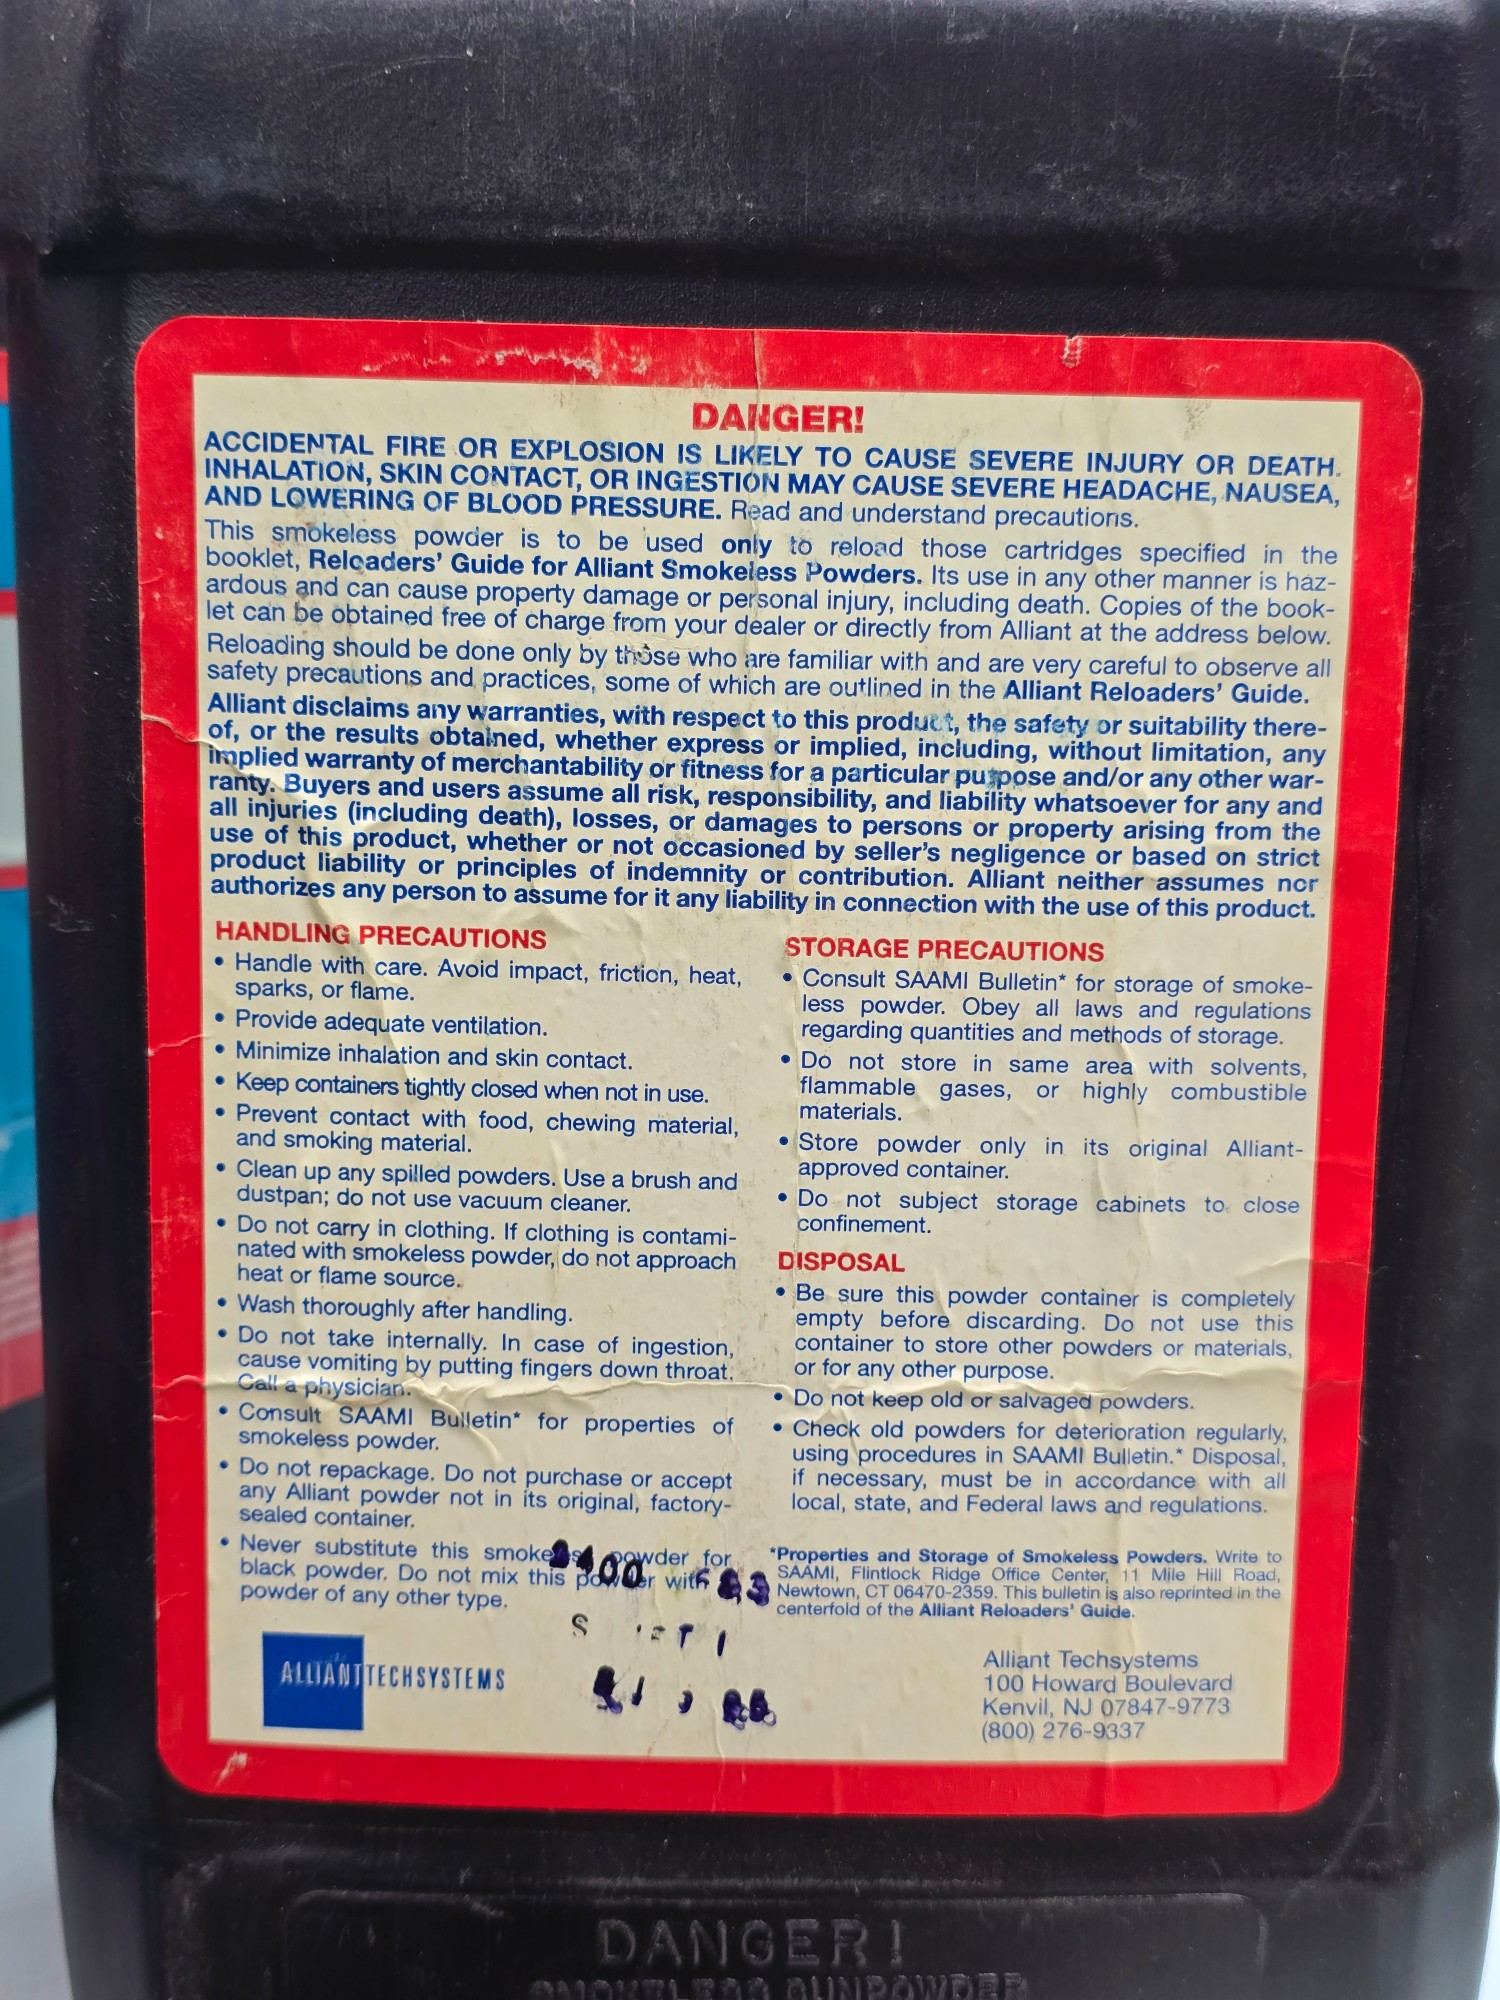 DANGER!
ACCIDENTAL FIRE OR EXPLOSION IS LIKELY TO CAUSE SEVERE INJURY OR DEATH.
INHALATION, SKIN CONTACT, OR INGESTION MAY CAUSE SEVERE HEADACHE, NAUSEA,
AND LOWERING OF BLOOD PRESSURE. Read and understand precautions.
This smokeless powder is to be used only to reload those cartridges specified in the
booklet, Reloaders' Guide for Alliant Smokeless Powders. Its use in any other manner is haz-
ardous and can cause property damage or personal injury, including death. Copies of the book-
let can be obtained free of charge from your dealer or directly from Alliant at the address below.
Reloading should be done only by those who are familiar with and are very careful to observe all
safety precautions and practices, some of which are outlined in the Alliant Reloaders' Guide.
Alliant disclaims any warranties, with respect to this product, the safety or suitability there-
of, or the results obtained, whether express or implied, including, without limitation, any
implied warranty of merchantability or fitness for a particular purpose and/or any other war-
ranty. Buyers and users assume all risk, responsibility, and liability whatsoever for any and
all injuries (including death), losses, or damages to persons or property arising from the
use of this product, whether or not occasioned by seller's negligence or based on strict
product liability or principles of indemnity or contribution. Alliant neither assumes nor
authorizes any person to assume for it any liability in connection with the use of this product.
HANDLING PRECAUTIONS
• Handle with care. Avoid impact, friction, heat,
sparks, or flame.
• Provide adequate ventilation.
• Minimize inhalation and skin contact.
• Keep containers tightly closed when not in use.
• Prevent contact with food, chewing material,
and smoking material.
• Clean up any spilled powders. Use a brush and
dustpan; do not use vacuum cleaner.
• Do not carry in clothing. If clothing is contami-
nated with smokeless powder, do not approach
heat or flame source.
• Wash thoroughly after handling.
• Do not take internally. In case of ingestion,
cause vomiting by putting fingers down throat.
Call a physician.
• Consult SAAMI Bulletin* for properties of
smokeless powder.
• Do not repackage. Do not purchase or accept
any Alliant powder not in its original, factory-
sealed container.
• Never substitute this smokeless powder for
black powder. Do not mix this powder with
powder of any other type.
STORAGE PRECAUTIONS
• Consult SAAMI Bulletin* for storage of smoke-
less powder. Obey all laws and regulations
regarding quantities and methods of storage.
• Do not store in same area with solvents,
flammable gases, or highly combustible
materials.
• Store powder only in its original Alliant-
approved container.
• Do not subject storage cabinets to close
confinement.
DISPOSAL
• Be sure this powder container is completely
empty before discarding. Do not use this
container to store other powders or materials,
or for any other purpose.
• Do not keep old or salvaged powders.
• Check old powders for deterioration regularly,
using procedures in SAAMI Bulletin.* Disposal,
if necessary, must be in accordance with all
local, state, and Federal laws and regulations.
*Properties and Storage of Smokeless Powders. Write to
SAAMI, Flintlock Ridge Office Center, 11 Mile Hill Road,
Newtown, CT 06470-2359. This bulletin is also reprinted in the
centerfold of the Alliant Reloaders' Guide.
2400
ALLIANT TECHSYSTEMS
Alliant Techsystems
100 Howard Boulevard
Kenvil, NJ 07847-9773
(800) 276-9337
DANGER!
SMOKELESS GUNPOWDER